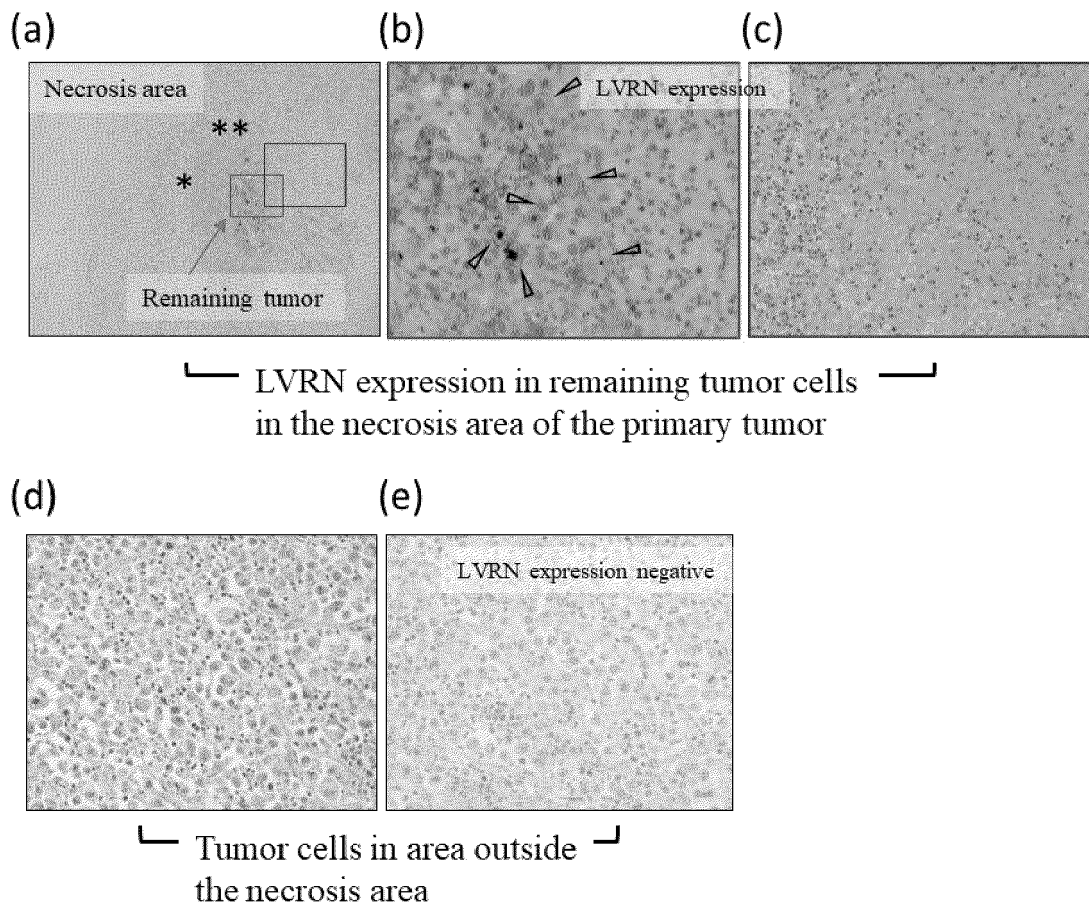 (a)
(b)
(c)
Necrosis area
**
*
Remaining tumor
LVRN expression
LVRN expression in remaining tumor cells
in the necrosis area of the primary tumor
(d)
(e)
LVRN expression negative
Tumor cells in area outside
the necrosis area